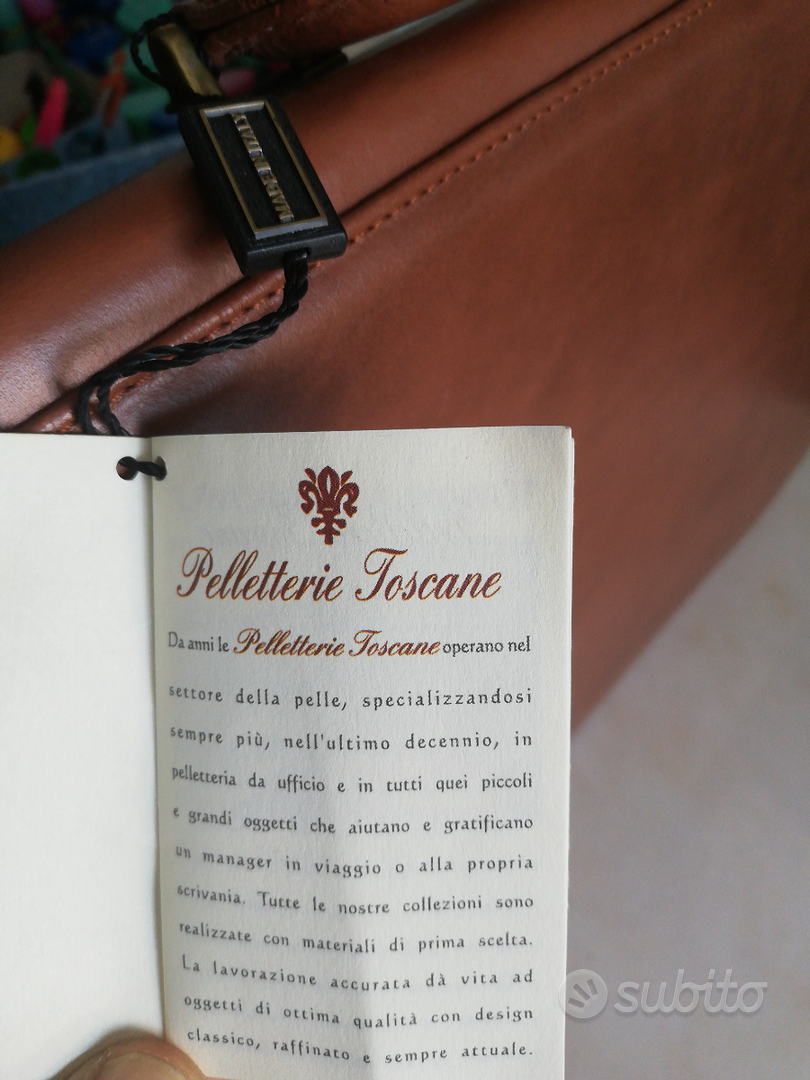 MADE IN ITALY
Pelletterie Toscane
Da anni le Pelletterie Toscane operano nel
settore della pelle, specializzandosi
sempre più, nell'ultimo decennio, in
pelletteria da ufficio e in tutti quei piccoli
e grandi oggetti che aiutano e gratificano
un manager in viaggio o alla propria
scrivania. Tutte le nostre collezioni sono
realizzate con materiali di prima scelta.
La lavorazione accurata dà vita ad
oggetti di ottima qualità con design
classico, raffinato e sempre attuale.
subito